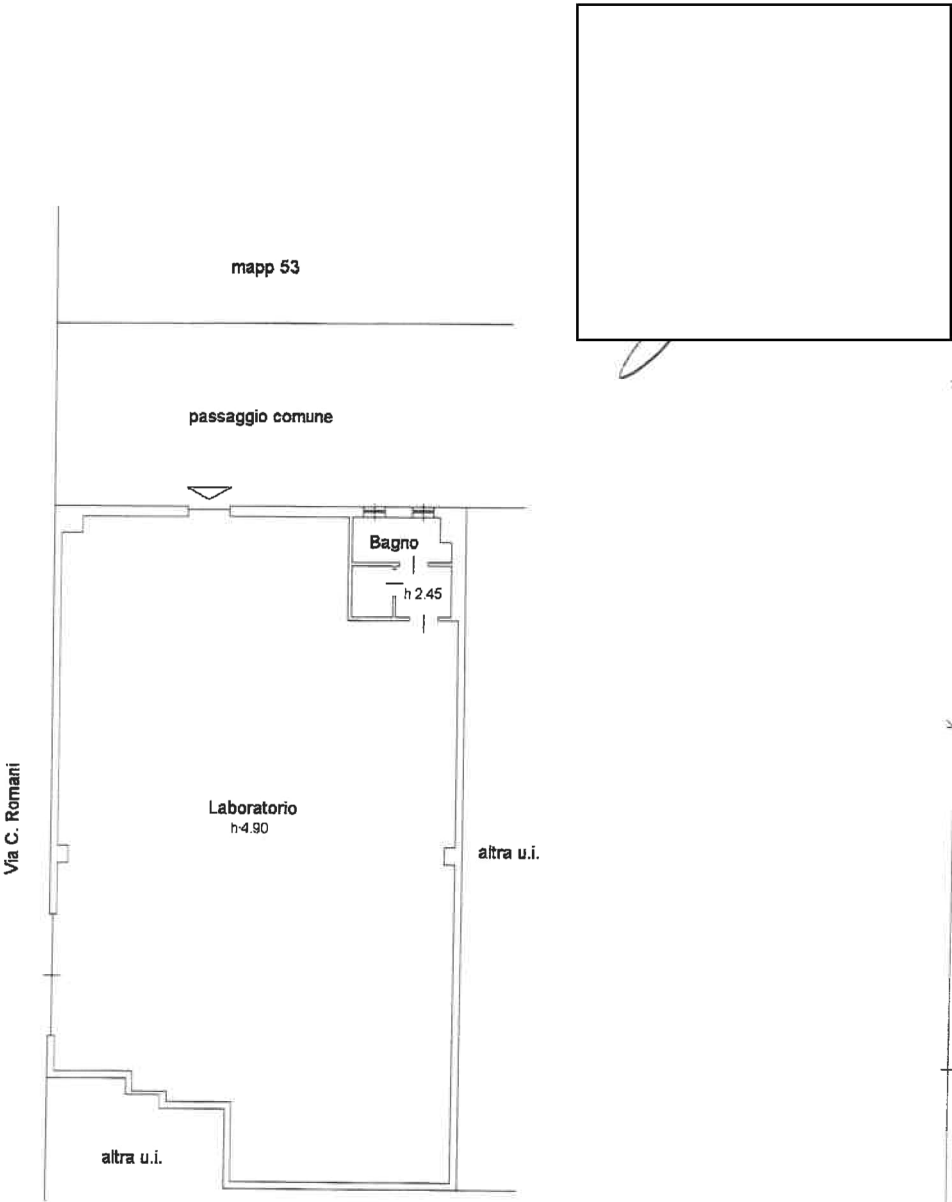 mapp 53
passaggio comune
Bagno
h 2.45
Via C. Romani
Laboratorio
h-4.90
altra u.i.
altra u.i.